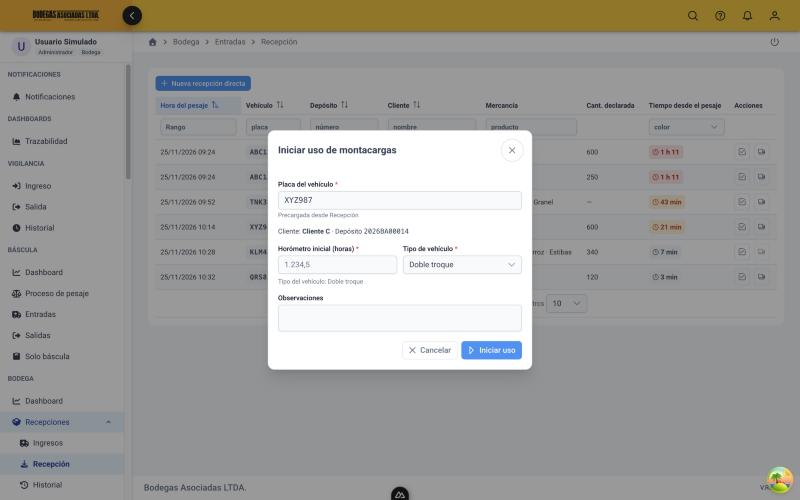 BODEGAS ASOCIADAS LTDA.
U
Usuario Simulado
Administrador Bodega
NOTIFICACIONES
Notificaciones
DASHBOARDS
Trazabilidad
VIGILANCIA
Ingreso
Salida
Historial
BÁSCULA
Dashboard
Proceso de pesaje
Entradas
Salidas
Solo báscula
BODEGA
Dashboard
Recepciones
Ingresos
Recepción
Historial
Bodega > Entradas > Recepción
+ Nueva recepción directa
Hora del pesaje Vehículo Depósito Cliente Mercancía Cant. declarada Tiempo desde el pesaje Acciones
Rango placa número nombre producto color
25/11/2026 09:24 600 1 h 11
25/11/2026 09:24 250 1 h 11
25/11/2026 09:52 Granel — 43 min
25/11/2026 10:14 600 21 min
25/11/2026 10:28 Estibas 340 7 min
25/11/2026 10:32 120 3 min
10
Iniciar uso de montacargas
Placa del vehículo *
XYZ987
Precargada desde Recepción
Cliente: Cliente C · Depósito 2026BA00014
Horómetro inicial (horas) * Tipo de vehículo *
1.234,5 Doble troque
Tipo del vehículo: Doble troque
Observaciones
Cancelar Iniciar uso
Bodegas Asociadas LTDA.